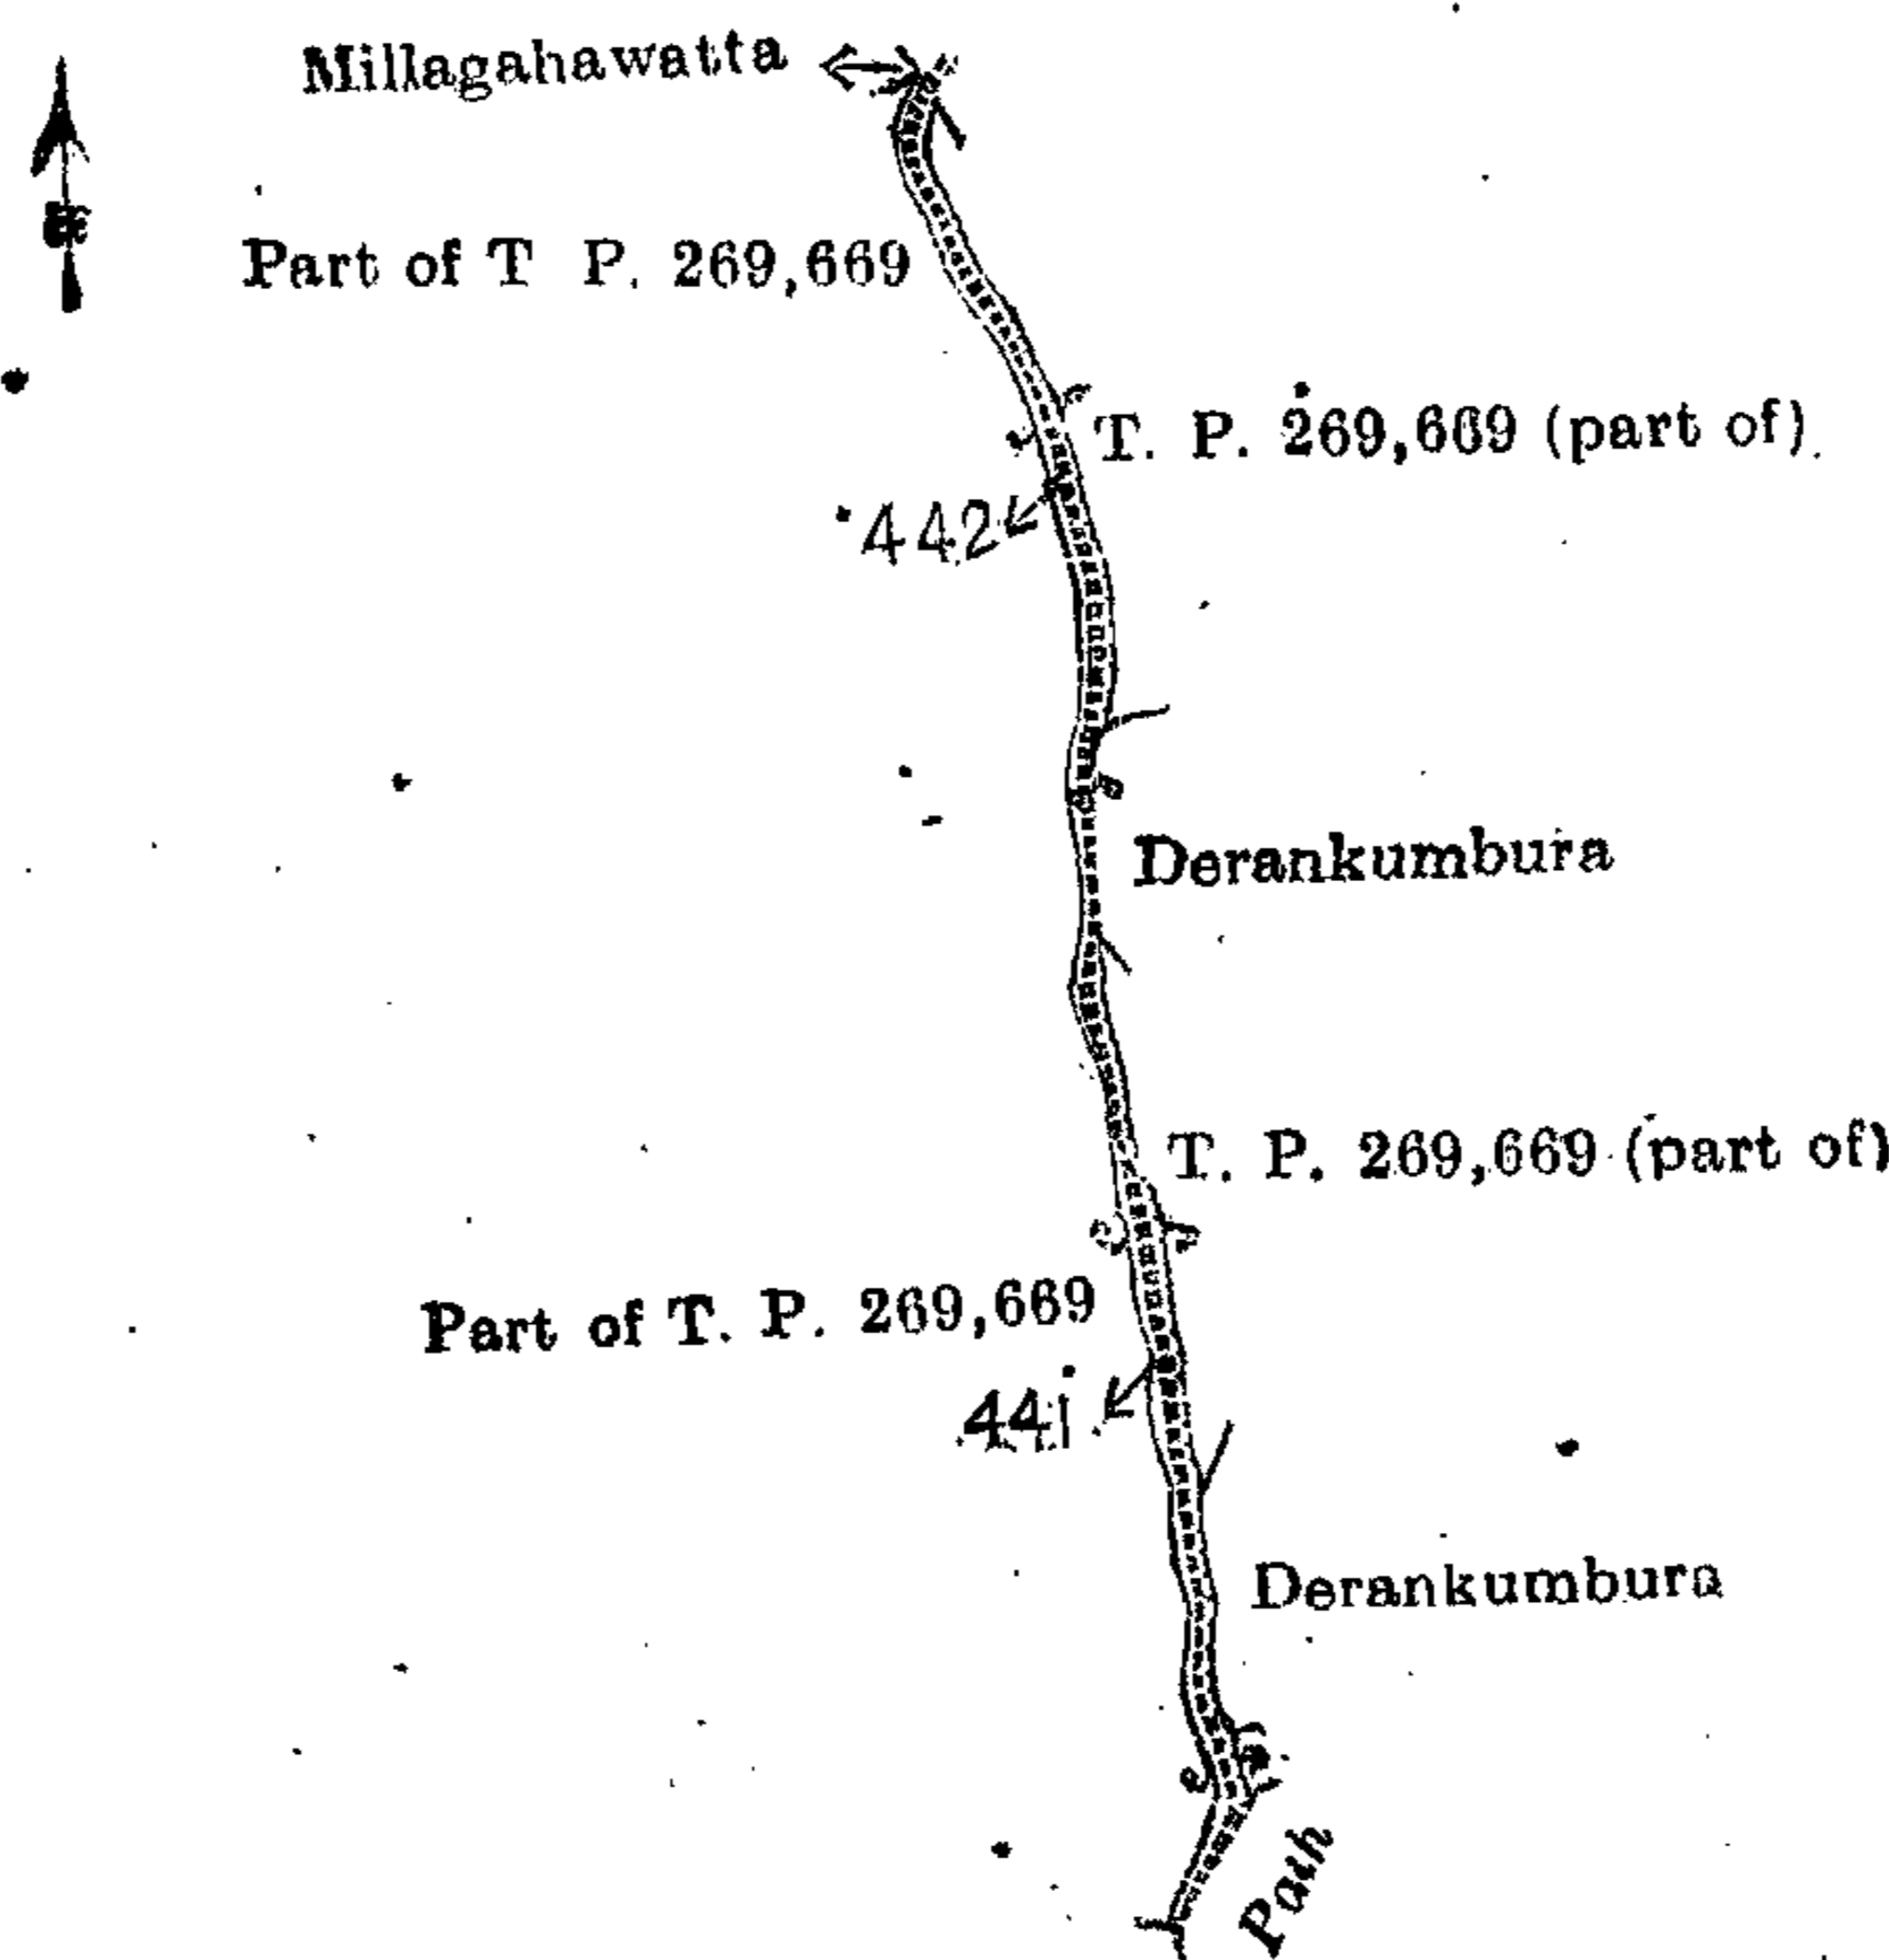 Millagahawatta
Part of T P. 269,669
T. P. 269,669 (part of).
442
Derankumbura
T. P. 269,669 (part of)
Part of T. P. 269,669
441
Derankumbura
Path